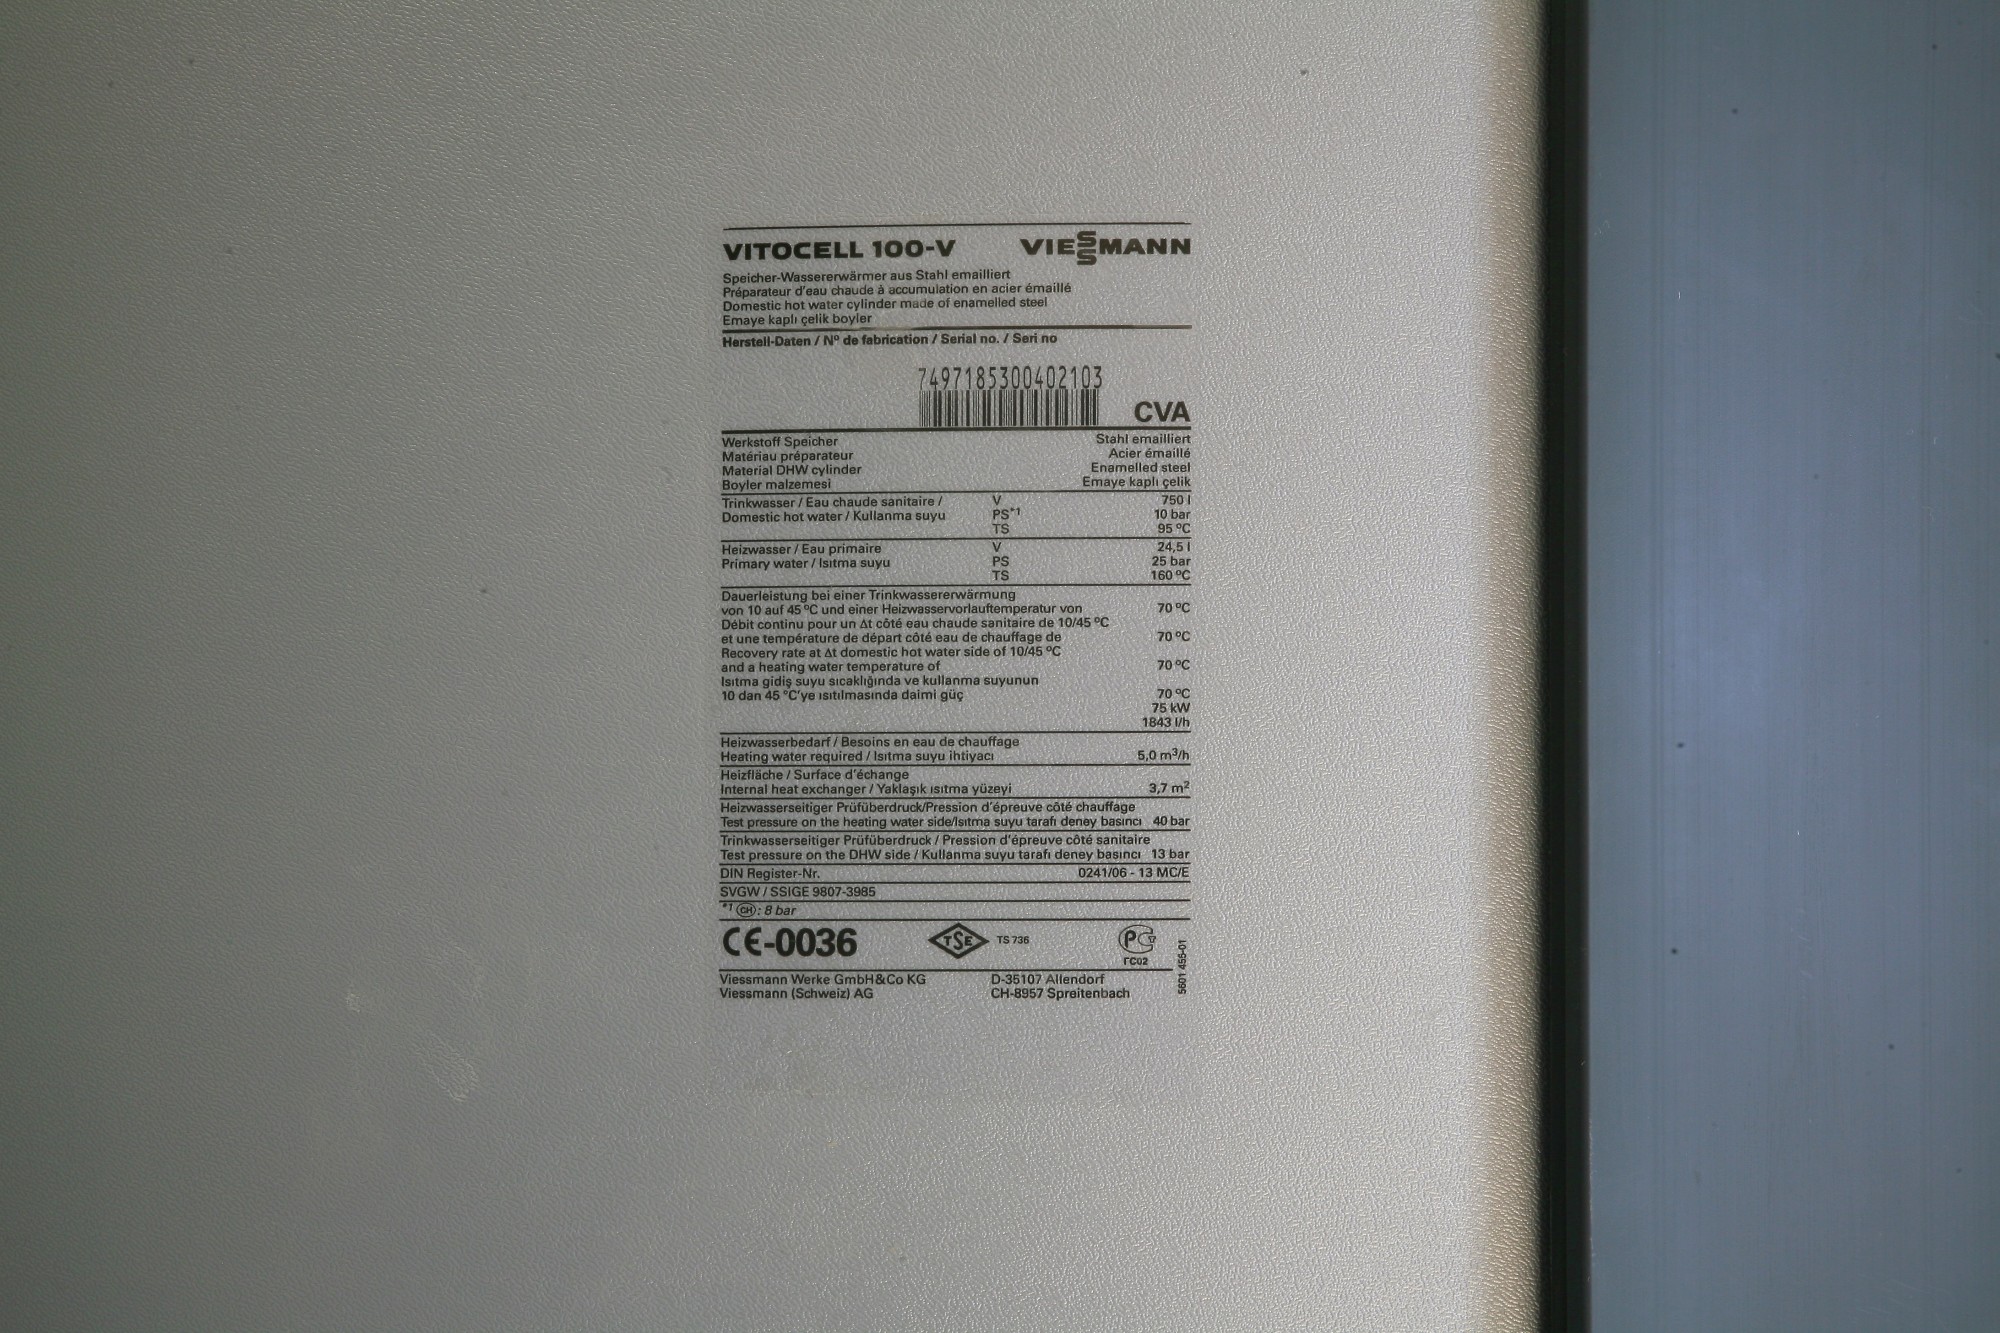 VITOCELL 100-V VIESSMANN
Speicher-Wassererwärmer aus Stahl emailliert
Préparateur d'eau chaude à accumulation en acier émaillé
Domestic hot water cylinder made of enamelled steel
Emaye kaplı çelik boyler
Herstell-Daten / Nº de fabrication / Serial no. / Seri no
7497185300402103
CVA
Werkstoff Speicher Stahl emailliert
Matériau préparateur Acier émaillé
Material DHW cylinder Enamelled steel
Boyler malzemesi Emaye kaplı çelik
Trinkwasser / Eau chaude sanitaire / V 750 l
Domestic hot water / Kullanma suyu PS*1 10 bar
TS 95 ºC
Heizwasser / Eau primaire V 24,5 l
Primary water / Isıtma suyu PS 25 bar
TS 160 ºC
Dauerleistung bei einer Trinkwassererwärmung
von 10 auf 45 ºC und einer Heizwasservorlauftemperatur von 70 ºC
Débit continu pour un Δt côté eau chaude sanitaire de 10/45 ºC
et une température de départ côté eau de chauffage de 70 ºC
Recovery rate at Δt domestic hot water side of 10/45 ºC
and a heating water temperature of 70 ºC
Isıtma gidiş suyu sıcaklığında ve kullanma suyunun
10 dan 45 °C'ye ısıtılmasında daimi güç 70 ºC
75 kW
1843 l/h
Heizwasserbedarf / Besoins en eau de chauffage
Heating water required / Isıtma suyu ihtiyacı 5,0 m³/h
Heizfläche / Surface d'échange
Internal heat exchanger / Yaklaşık ısıtma yüzeyi 3,7 m²
Heizwasserseitiger Prüfüberdruck/Pression d'épreuve côté chauffage
Test pressure on the heating water side/Isıtma suyu tarafı deney basıncı 40 bar
Trinkwasserseitiger Prüfüberdruck / Pression d'épreuve côté sanitaire
Test pressure on the DHW side / Kullanma suyu tarafı deney basıncı 13 bar
DIN Register-Nr. 0241/06 - 13 MC/E
SVGW / SSIGE 9807-3985
*1 CH: 8 bar
CE-0036 TSE TS 736 PG
ГC02
Viessmann Werke GmbH&Co KG D-35107 Allendorf
Viessmann (Schweiz) AG CH-8957 Spreitenbach
5601 455-01